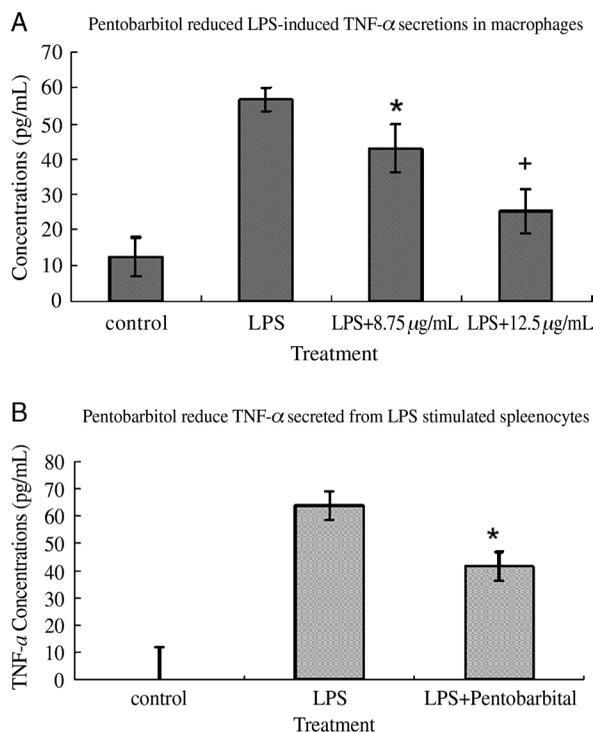 A
Pentobarbitol reduced LPS-induced TNF-α secretions in macrophages
Concentrations (pg/mL)
70
60
50
40
30
20
10
0
*
+
control LPS LPS+8.75 μg/mL LPS+12.5 μg/mL
Treatment
B
Pentobarbitol reduce TNF-α secreted from LPS stimulated spleenocytes
TNF-a Concentrations (pg/mL)
80
70
60
50
40
30
20
10
0
*
control LPS LPS+Pentobarbital
Treatment